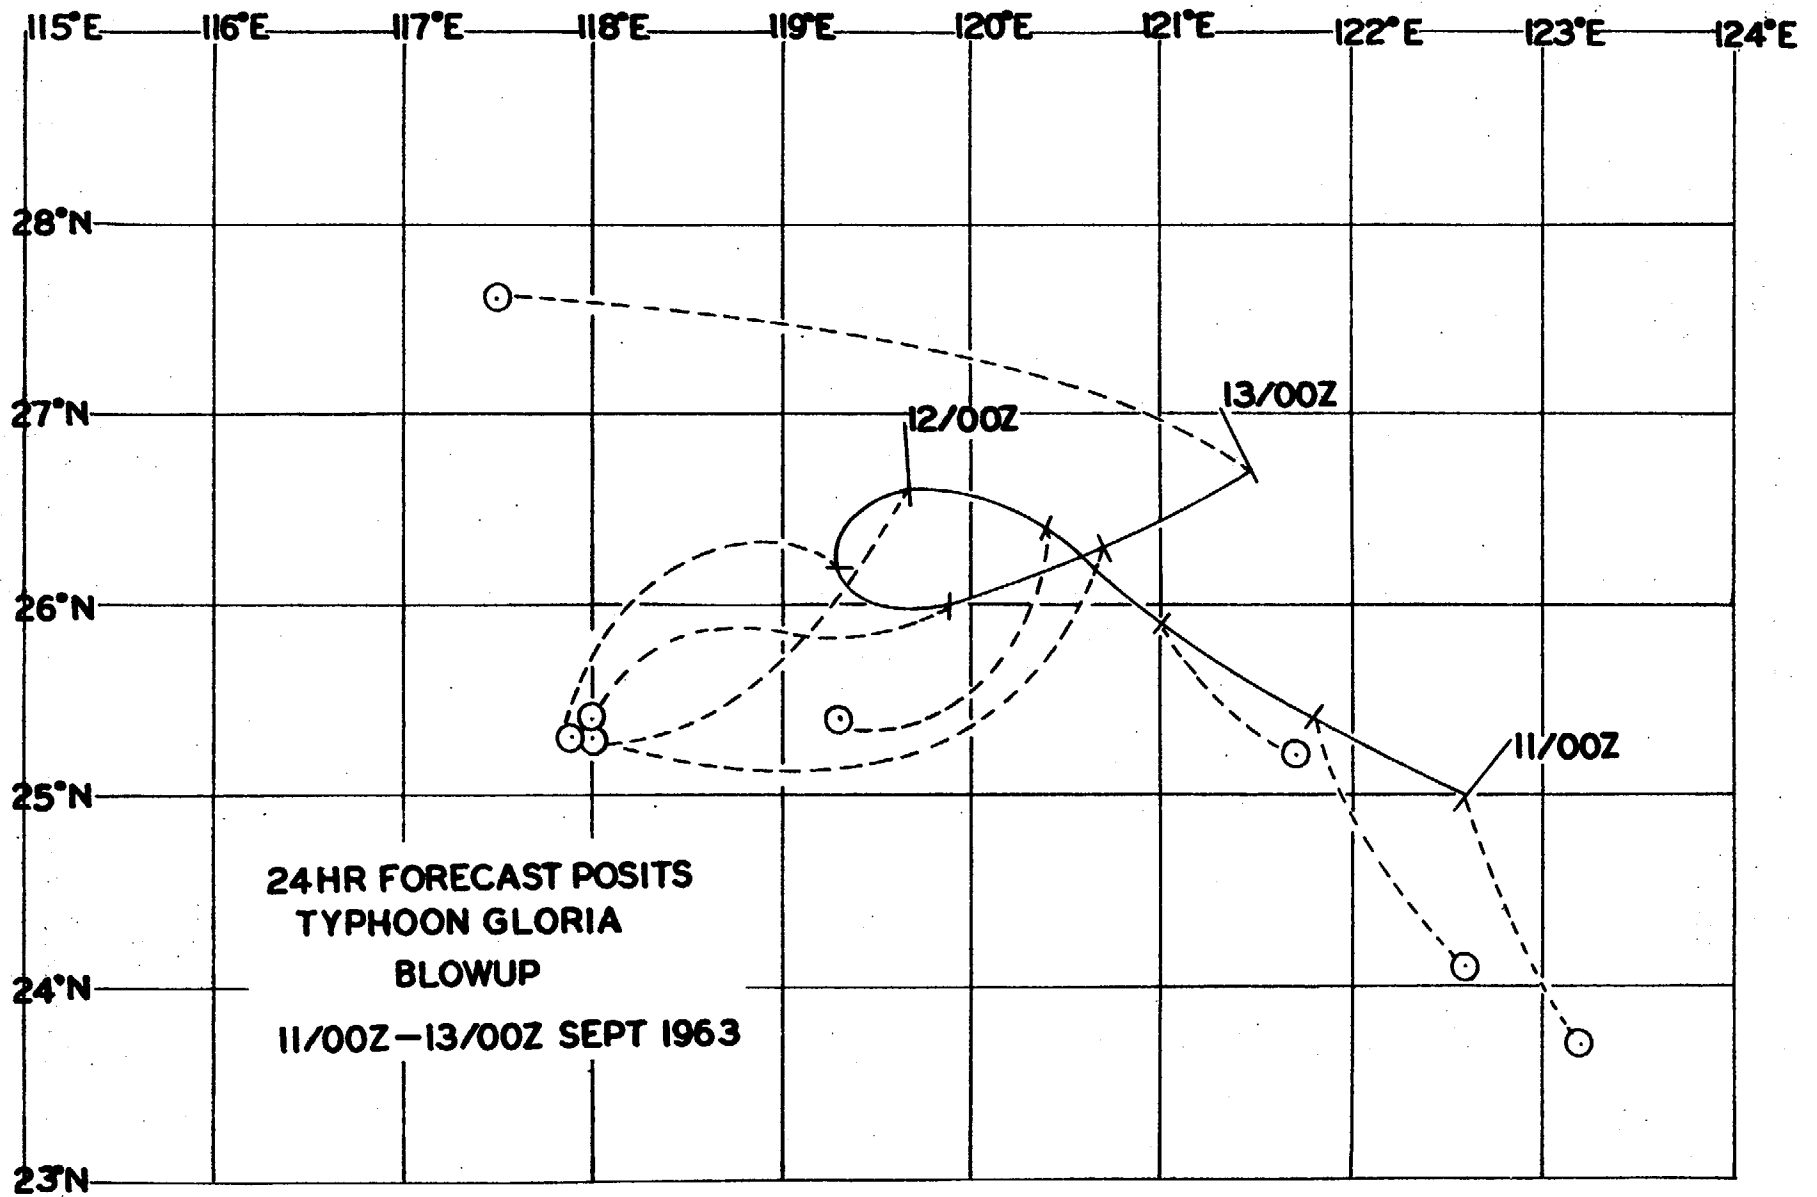 115°E 116°E 117°E 118°E 119°E 120°E 121°E 122°E 123°E 124°E
28°N
27°N
13/00Z
12/00Z
26°N
11/00Z
25°N
24HR FORECAST POSITS
TYPHOON GLORIA
BLOWUP
24°N
11/00Z-13/00Z SEPT 1963
23°N